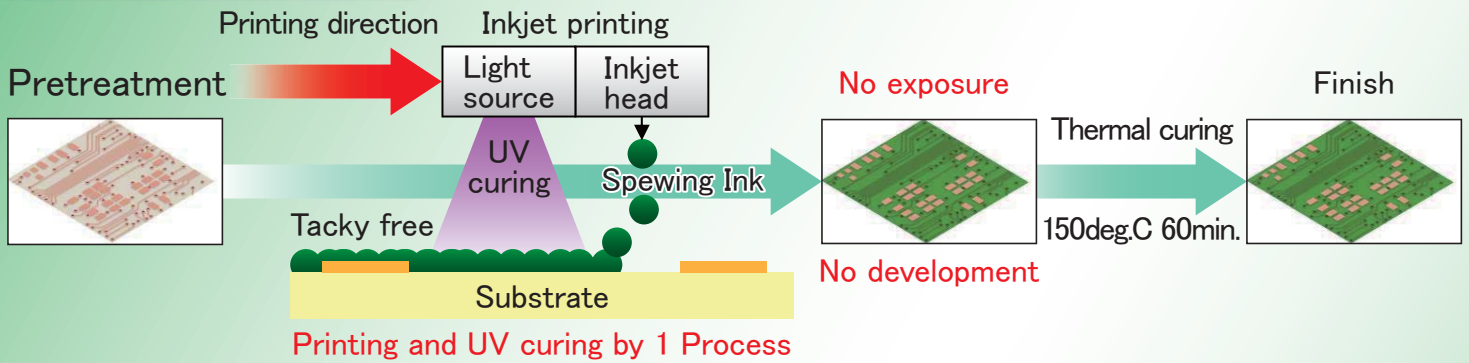 Printing direction
Inkjet printing
Pretreatment
Light
source
Inkjet
head
No exposure
Finish
UV
curing
Spewing Ink
Thermal curing
150deg.C 60min.
Tacky free
No development
Substrate
Printing and UV curing by 1 Process